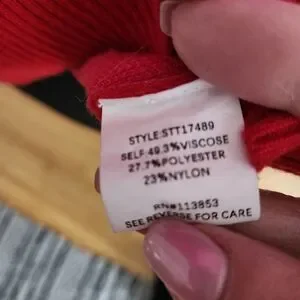 STYLE:STT17489
SELF 49.3%VISCOSE
27.7%POLYESTER
23%NYLON
RN#113853
SEE REVERSE FOR CARE